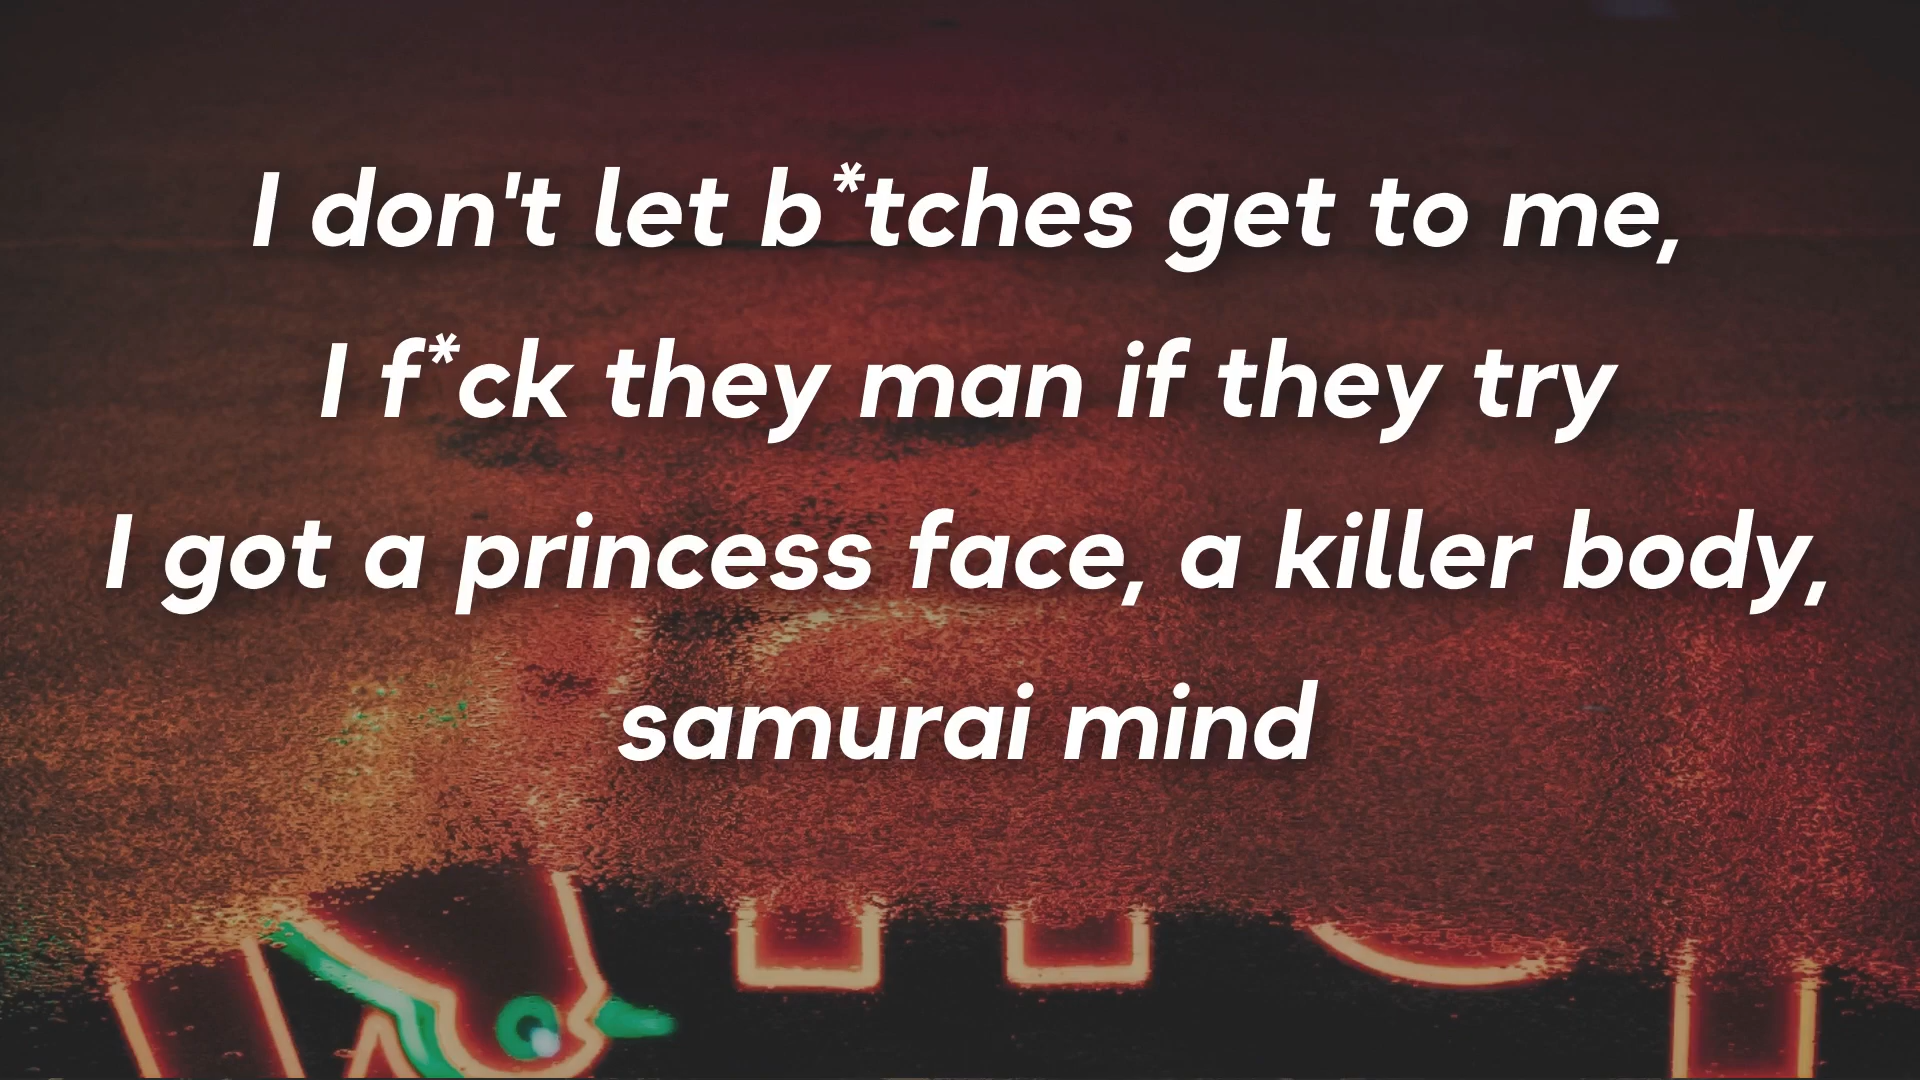 I don't let b*tches get to me,
I f*ck they man if they try
I got a princess face, a killer body,
samurai mind